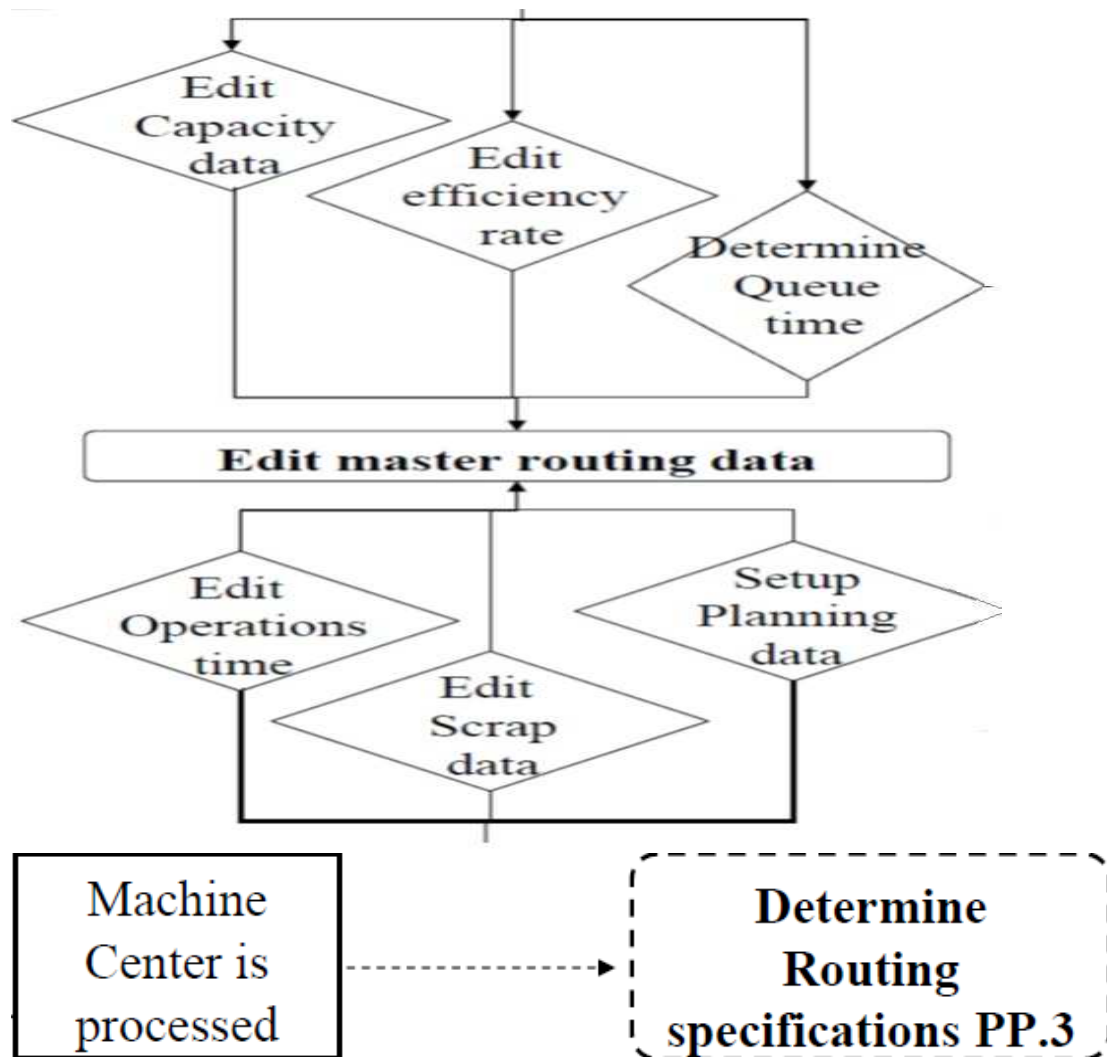 Edit
Capacity
data
Edit
efficiency
rate
Determine
Queue
time
Edit master routing data
Edit
Operations
time
Edit
Scrap
data
Setup
Planning
data
Machine
Center is
processed
Determine
Routing
specifications PP.3